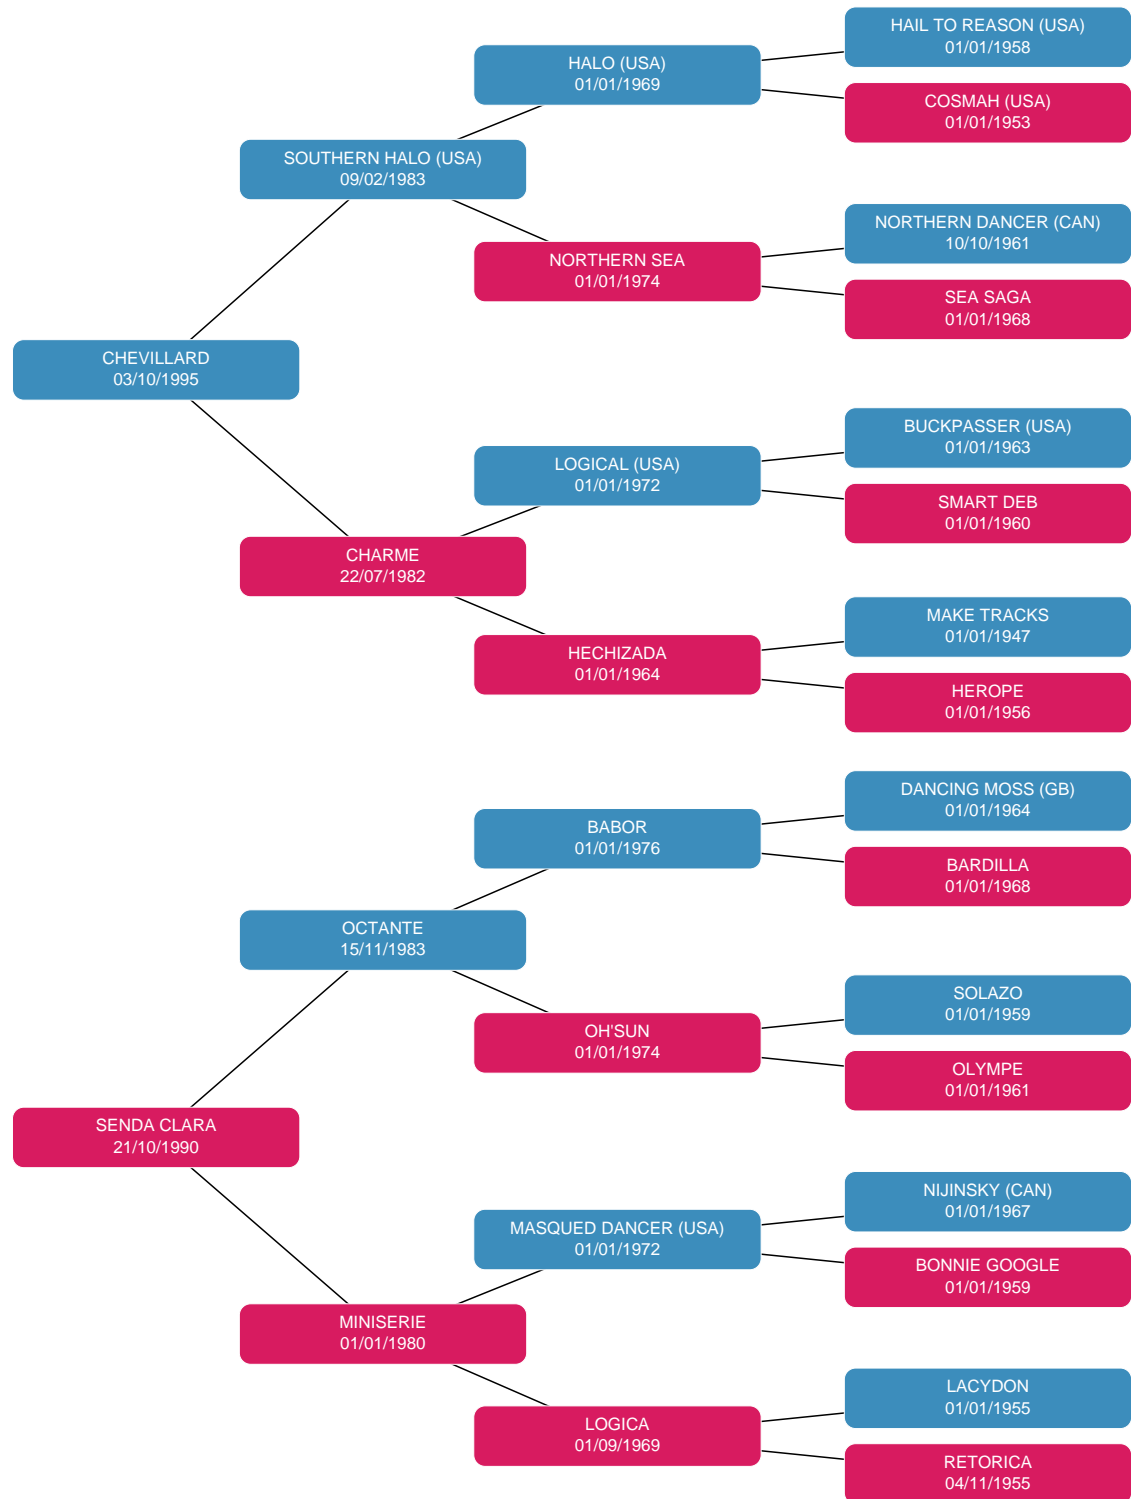 HAIL TO REASON (USA)
01/01/1958
HALO (USA)
01/01/1969
COSMAH (USA)
01/01/1953
SOUTHERN HALO (USA)
09/02/1983
NORTHERN DANCER (CAN)
10/10/1961
NORTHERN SEA
01/01/1974
SEA SAGA
01/01/1968
CHEVILLARD
03/10/1995
BUCKPASSER (USA)
01/01/1963
LOGICAL (USA)
01/01/1972
SMART DEB
01/01/1960
CHARME
22/07/1982
MAKE TRACKS
01/01/1947
HECHIZADA
01/01/1964
HEROPE
01/01/1956
DANCING MOSS (GB)
01/01/1964
BABOR
01/01/1976
BARDILLA
01/01/1968
OCTANTE
15/11/1983
SOLAZO
01/01/1959
OH'SUN
01/01/1974
OLYMPE
01/01/1961
SENDA CLARA
21/10/1990
NIJINSKY (CAN)
01/01/1967
MASQUED DANCER (USA)
01/01/1972
BONNIE GOOGLE
01/01/1959
MINISERIE
01/01/1980
LACYDON
01/01/1955
LOGICA
01/09/1969
RETORICA
04/11/1955